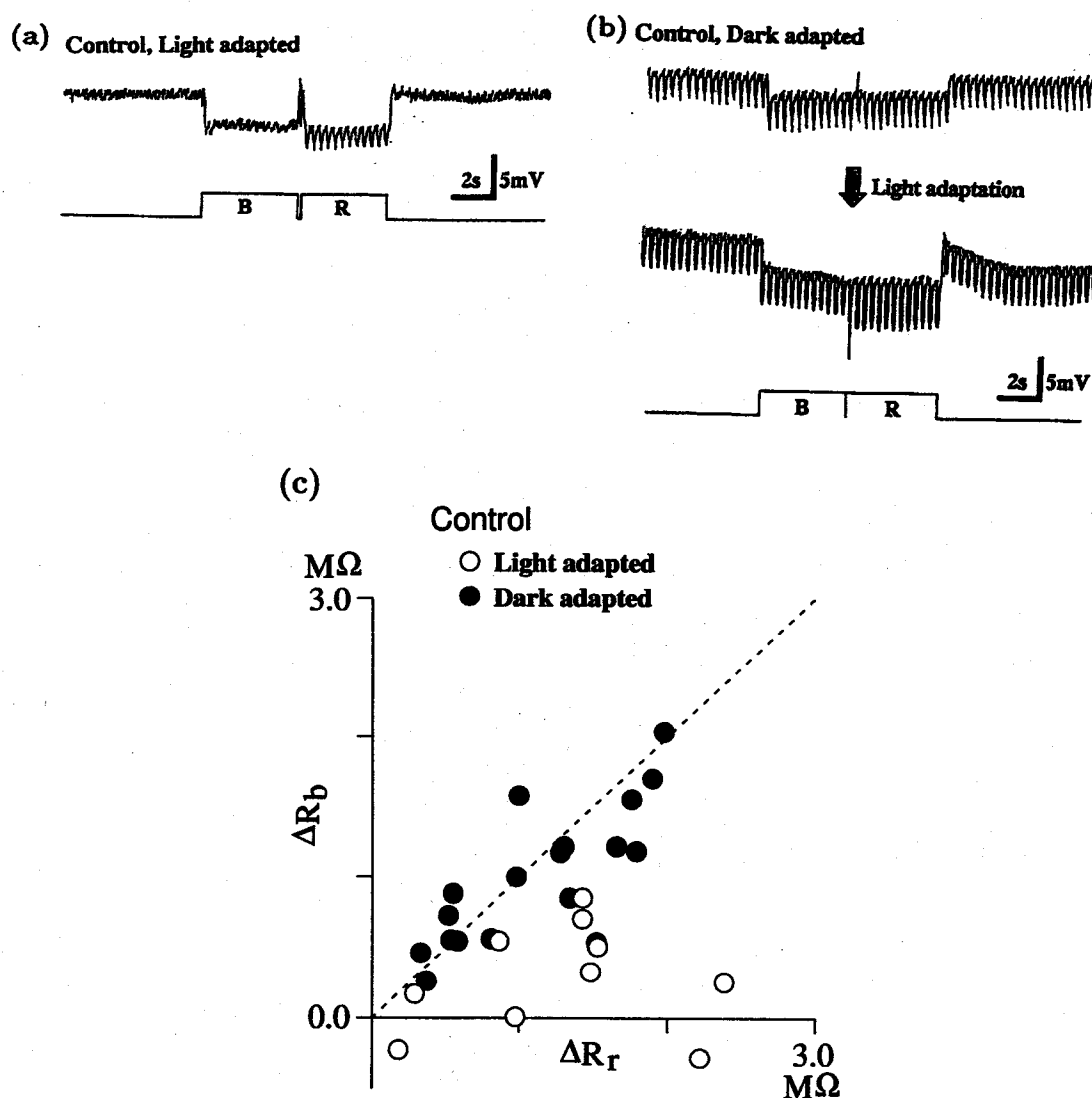 (a) Control, Light adapted
2s 5mV
B R
(b) Control, Dark adapted
Light adaptation
2s 5mV
B R
(c)
Control
○ Light adapted
● Dark adapted
MΩ
3.0
ΔRb
0.0
ΔRr
3.0
MΩ